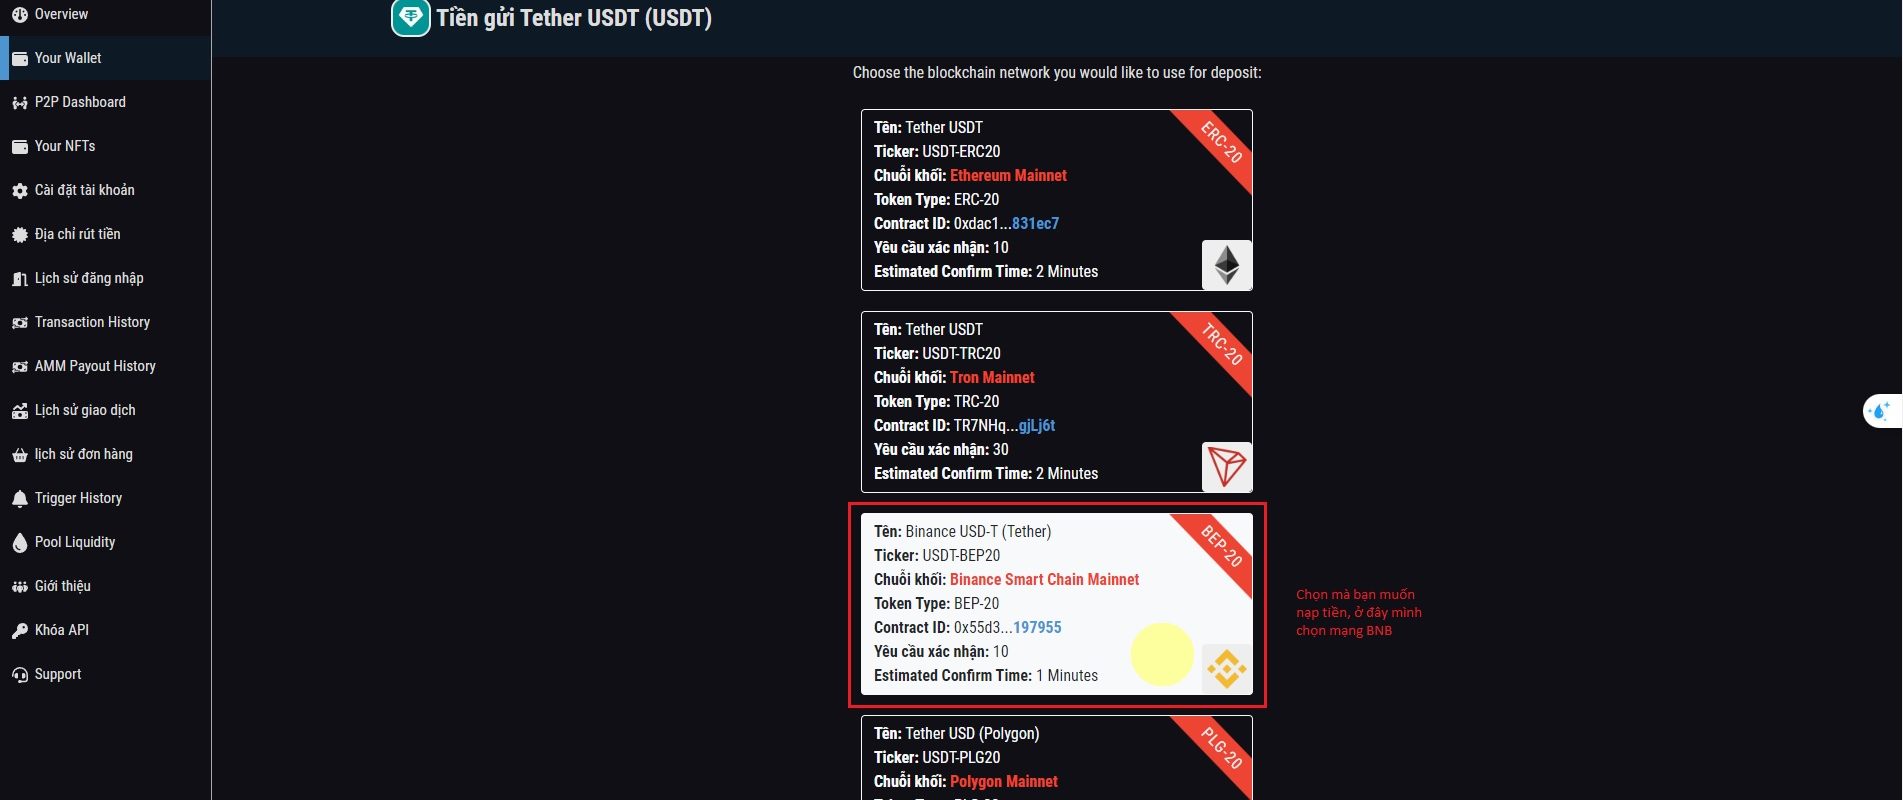 Overview
Your Wallet
P2P Dashboard
Your NFTs
Cài đặt tài khoản
Địa chỉ rút tiền
Lịch sử đăng nhập
Transaction History
AMM Payout History
Lịch sử giao dịch
lịch sử đơn hàng
Trigger History
Pool Liquidity
Giới thiệu
Khóa API
Support
Tiền gửi Tether USDT (USDT)
Choose the blockchain network you would like to use for deposit:
Tên: Tether USDT
Ticker: USDT-ERC20
Chuỗi khối: Ethereum Mainnet
Token Type: ERC-20
Contract ID: 0xdac1...831ec7
Yêu cầu xác nhận: 10
Estimated Confirm Time: 2 Minutes
ERC-20
Tên: Tether USDT
Ticker: USDT-TRC20
Chuỗi khối: Tron Mainnet
Token Type: TRC-20
Contract ID: TR7NHq...gjLj6t
Yêu cầu xác nhận: 30
Estimated Confirm Time: 2 Minutes
TRC-20
Tên: Binance USD-T (Tether)
Ticker: USDT-BEP20
Chuỗi khối: Binance Smart Chain Mainnet
Token Type: BEP-20
Contract ID: 0x55d3...197955
Yêu cầu xác nhận: 10
Estimated Confirm Time: 1 Minutes
BEP-20
Chọn mà bạn muốn
nạp tiền, ở đây mình
chọn mạng BNB
Tên: Tether USD (Polygon)
Ticker: USDT-PLG20
Chuỗi khối: Polygon Mainnet
PLG-20